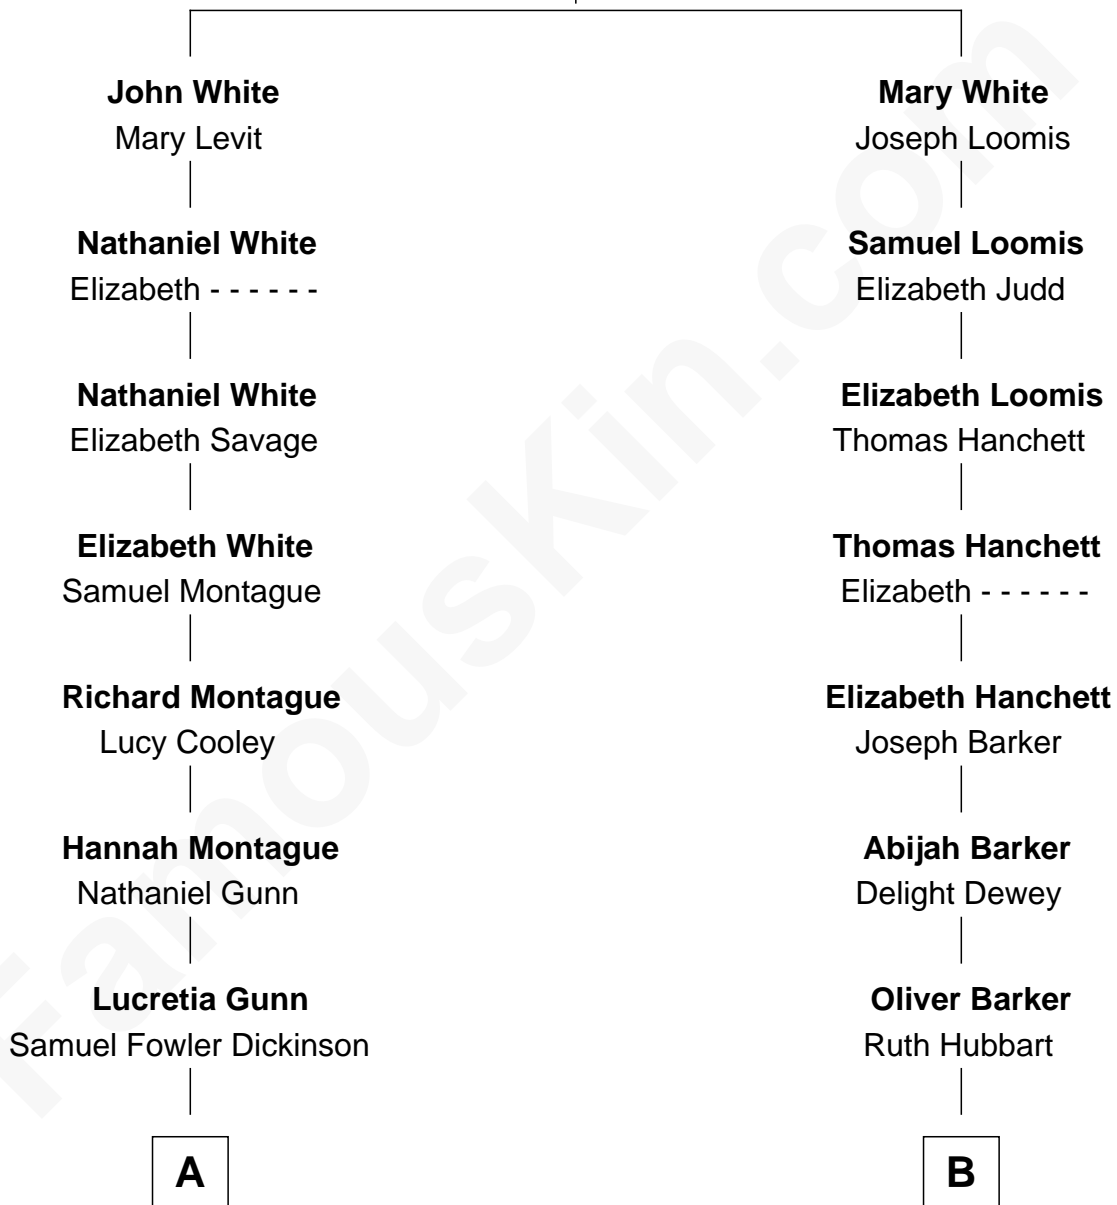 John White
Mary Levit
Nathaniel White
Elizabeth - - - - - -
Nathaniel White
Elizabeth Savage
Elizabeth White
Samuel Montague
Richard Montague
Lucy Cooley
Hannah Montague
Nathaniel Gunn
Lucretia Gunn
Samuel Fowler Dickinson
A
Mary White
Joseph Loomis
Samuel Loomis
Elizabeth Judd
Elizabeth Loomis
Thomas Hanchett
Thomas Hanchett
Elizabeth - - - - - -
Elizabeth Hanchett
Joseph Barker
Abijah Barker
Delight Dewey
Oliver Barker
Ruth Hubbart
B
FamousKin.com